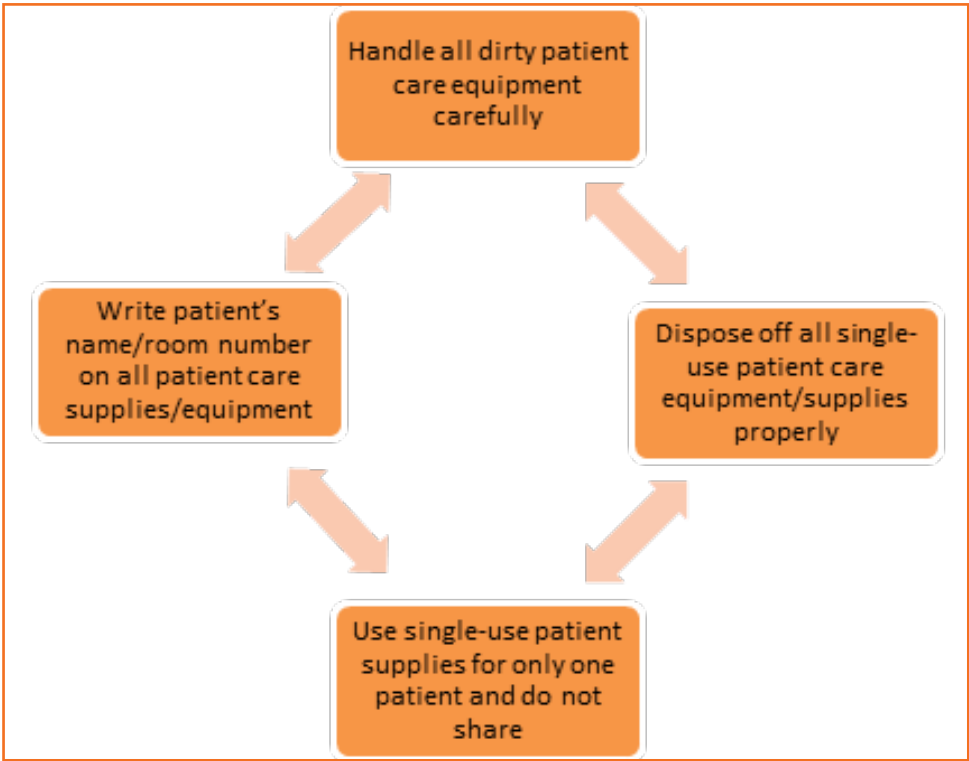 Handle all dirty patient
care equipment
carefully
Write patient's
name/room number
on all patient care
supplies/equipment
Dispose off all single-
use patient care
equipment/supplies
properly
Use single-use patient
supplies for only one
patient and do not
share